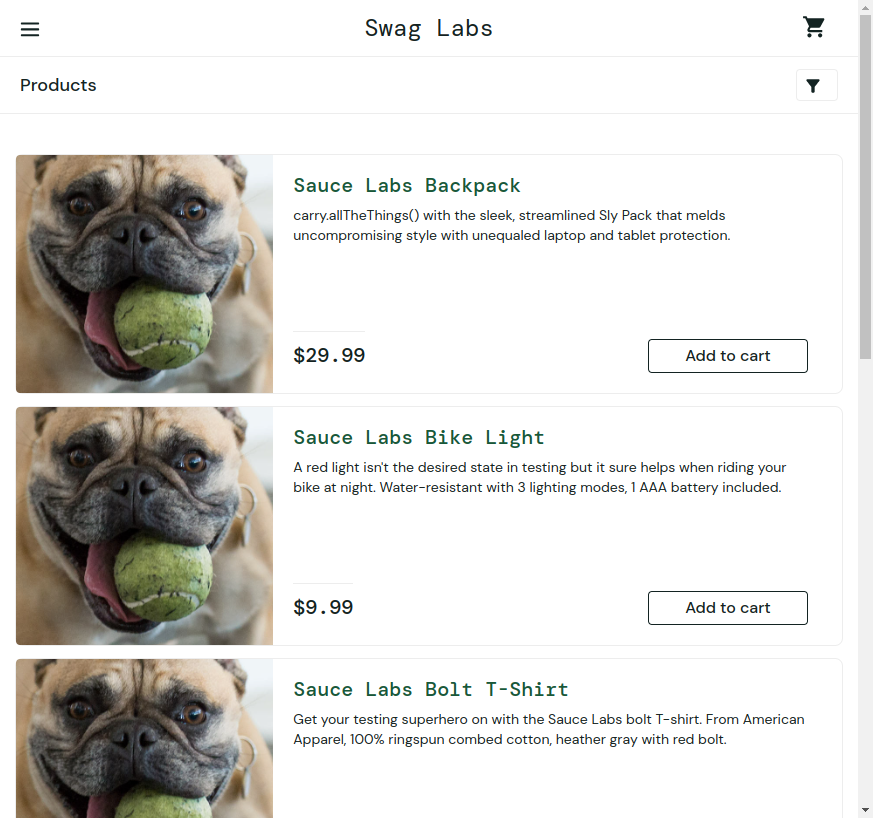 Swag Labs
Products
Sauce Labs Backpack
carry.allTheThings() with the sleek, streamlined Sly Pack that melds
uncompromising style with unequaled laptop and tablet protection.
$29.99
Add to cart
Sauce Labs Bike Light
A red light isn't the desired state in testing but it sure helps when riding your
bike at night. Water-resistant with 3 lighting modes, 1 AAA battery included.
$9.99
Add to cart
Sauce Labs Bolt T-Shirt
Get your testing superhero on with the Sauce Labs bolt T-shirt. From American
Apparel, 100% ringspun combed cotton, heather gray with red bolt.